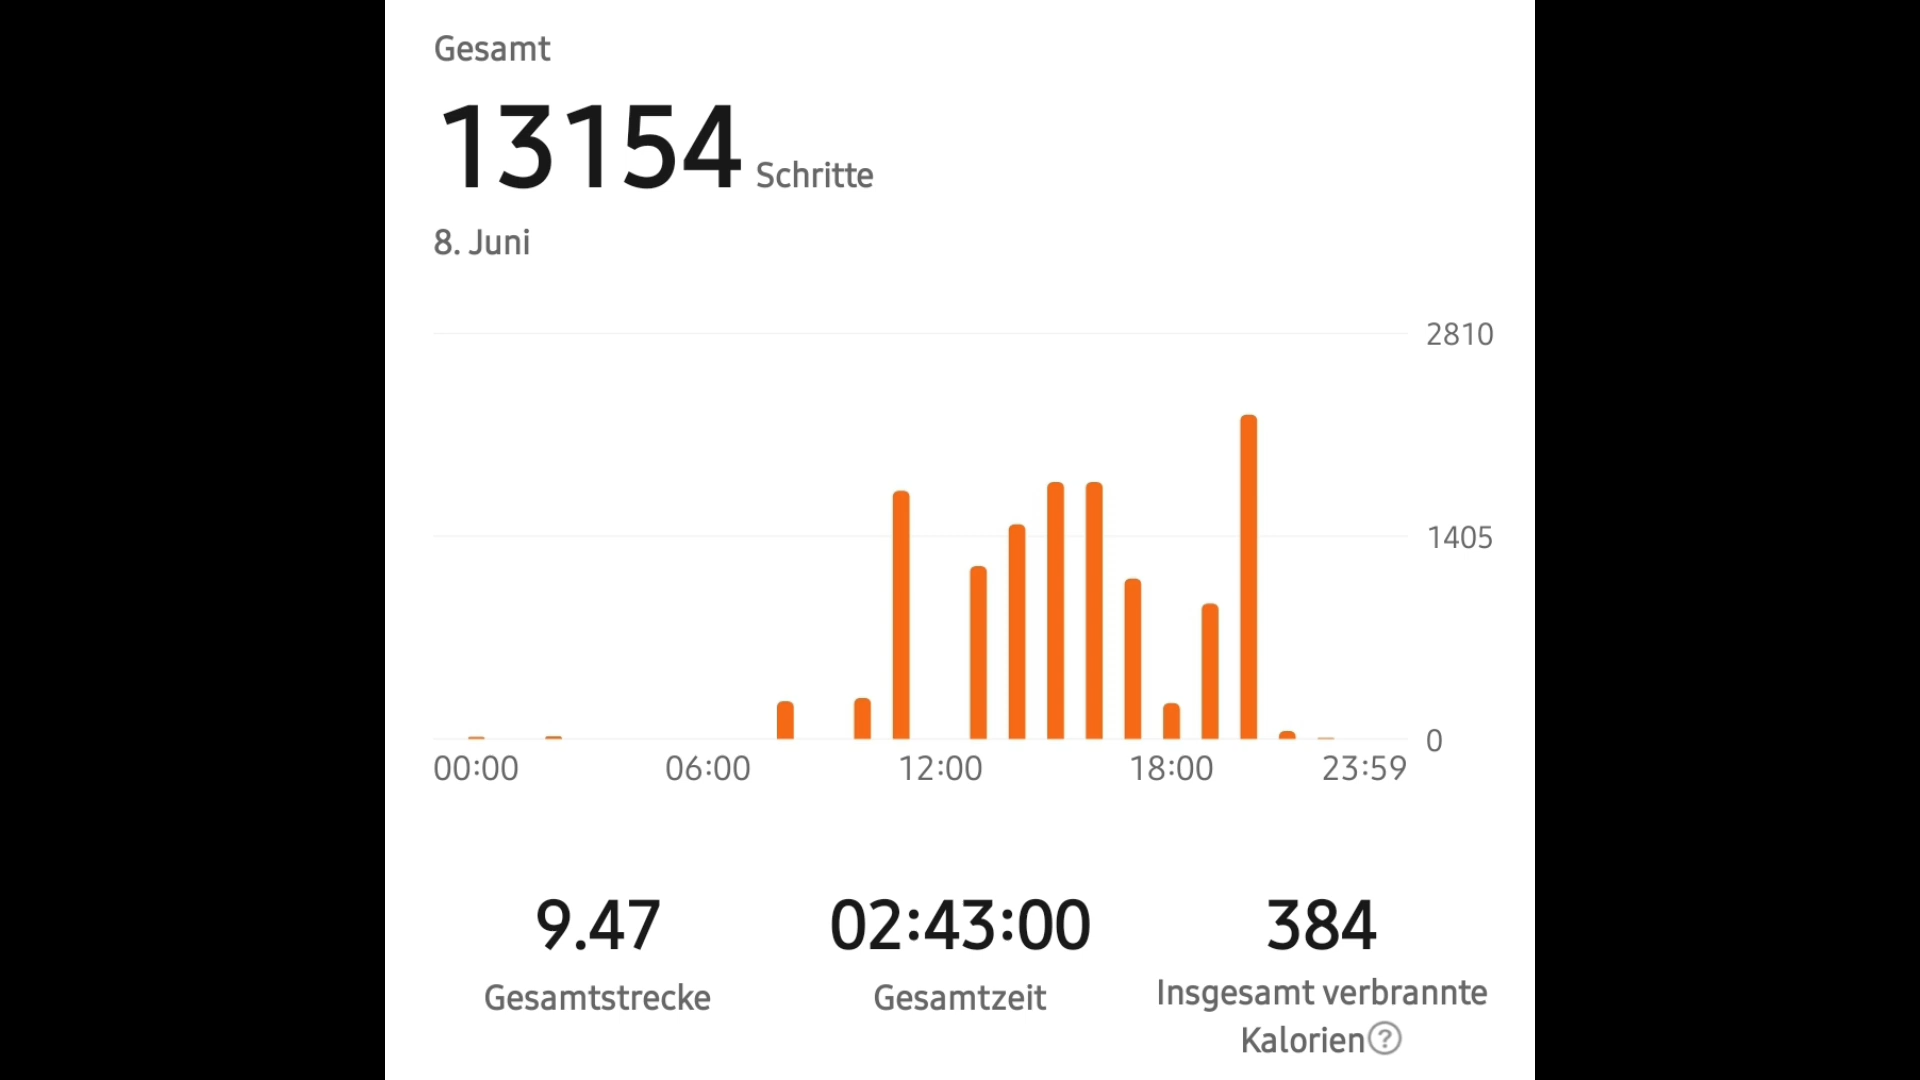 Gesamt
13154 Schritte
8. Juni
2810
1405
0
00:00 06:00 12:00 18:00 23:59
9.47 02:43:00 384
Gesamtstrecke Gesamtzeit Insgesamt verbrannte
Kalorien?